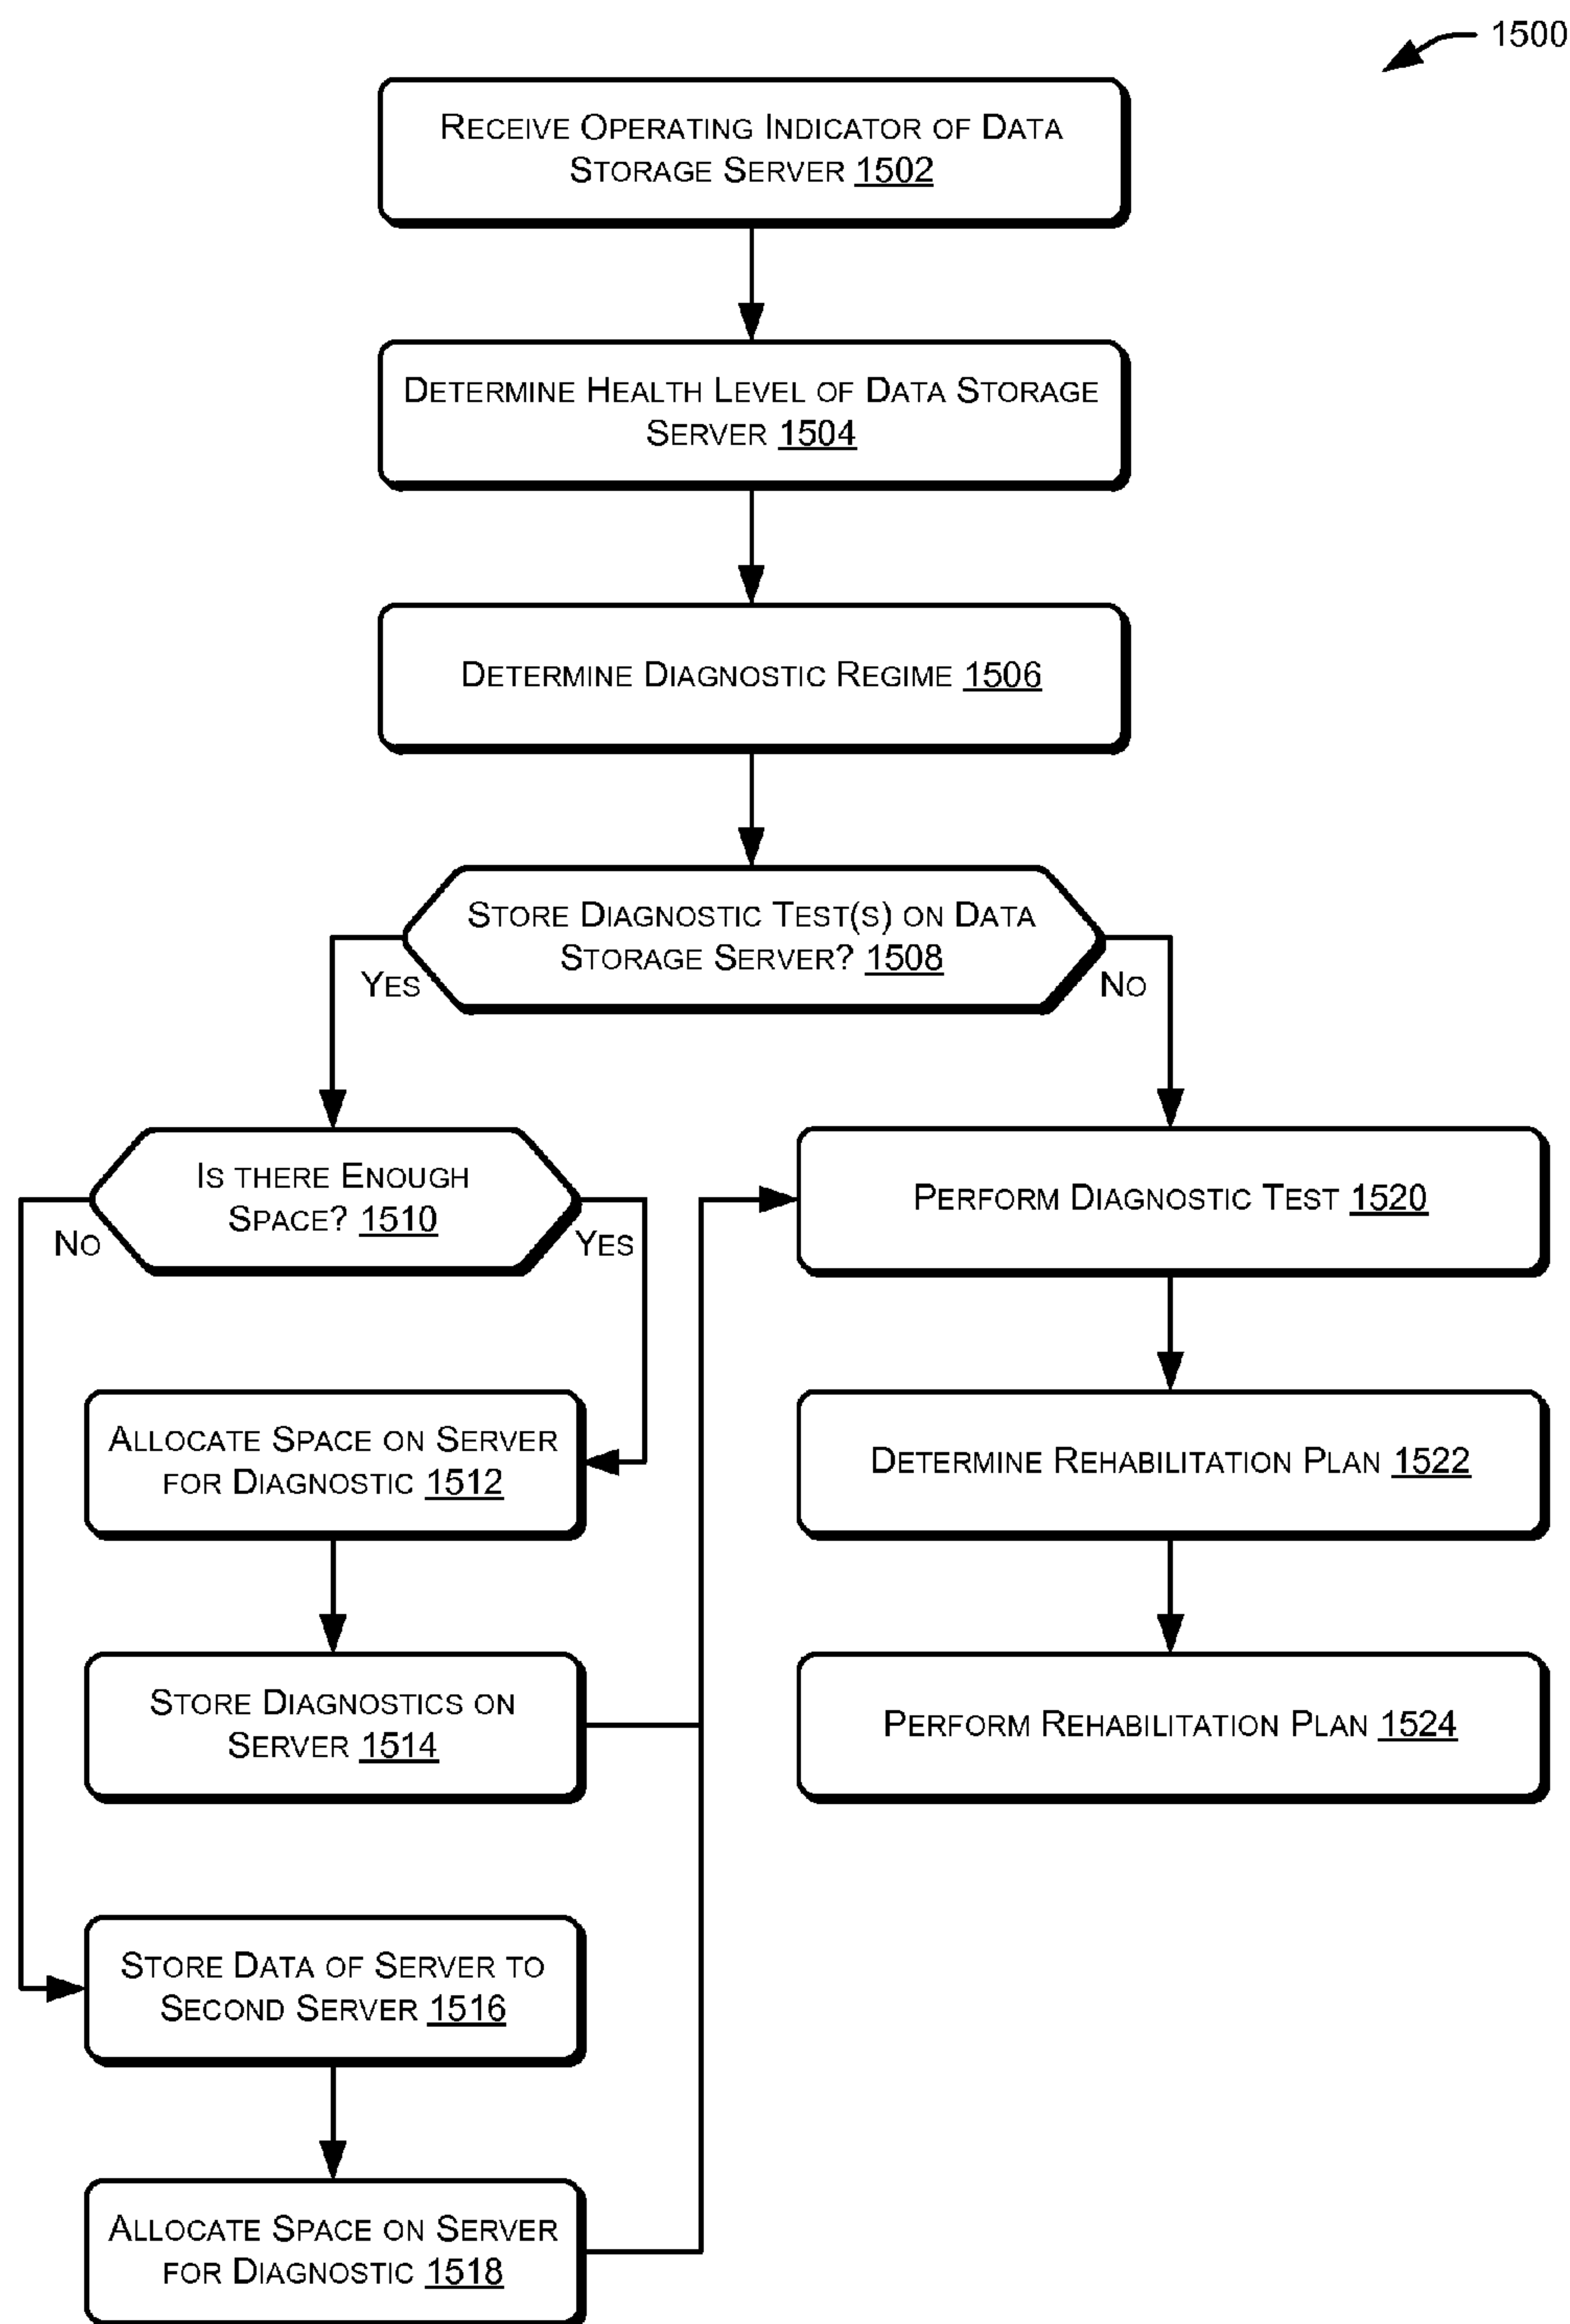 1500
RECEIVE OPERATING INDICATOR OF DATA
STORAGE SERVER 1502
DETERMINE HEALTH LEVEL OF DATA STORAGE
SERVER 1504
DETERMINE DIAGNOSTIC REGIME 1506
STORE DIAGNOSTIC TEST(S) ON DATA
STORAGE SERVER? 1508
YES
NO
IS THERE ENOUGH
SPACE? 1510
NO
YES
ALLOCATE SPACE ON SERVER
FOR DIAGNOSTIC 1512
STORE DIAGNOSTICS ON
SERVER 1514
STORE DATA OF SERVER TO
SECOND SERVER 1516
ALLOCATE SPACE ON SERVER
FOR DIAGNOSTIC 1518
PERFORM DIAGNOSTIC TEST 1520
DETERMINE REHABILITATION PLAN 1522
PERFORM REHABILITATION PLAN 1524